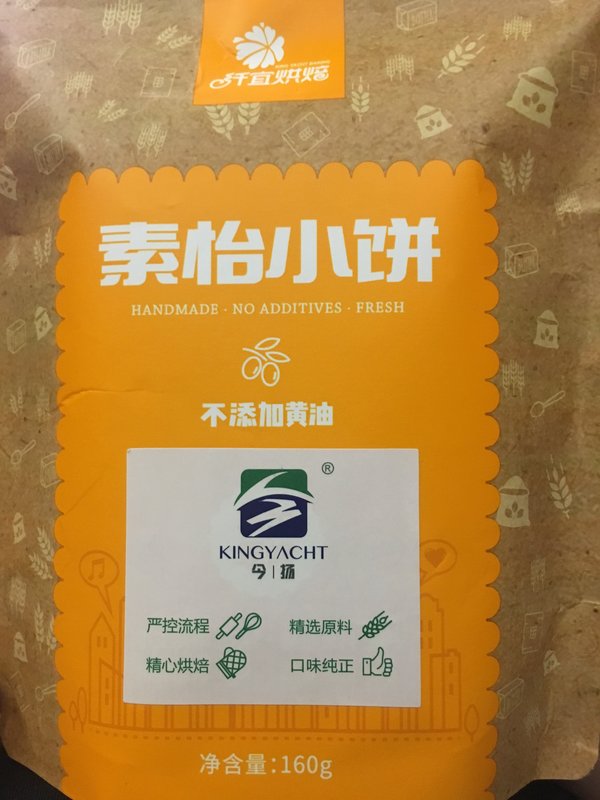 仟宜烘焙
素怡小饼
HANDMADE · NO ADDITIVES · FRESH
不添加黄油
®
KINGYACHT
今|扬
严控流程 精选原料
精心烘焙 口味纯正
净含量:160g